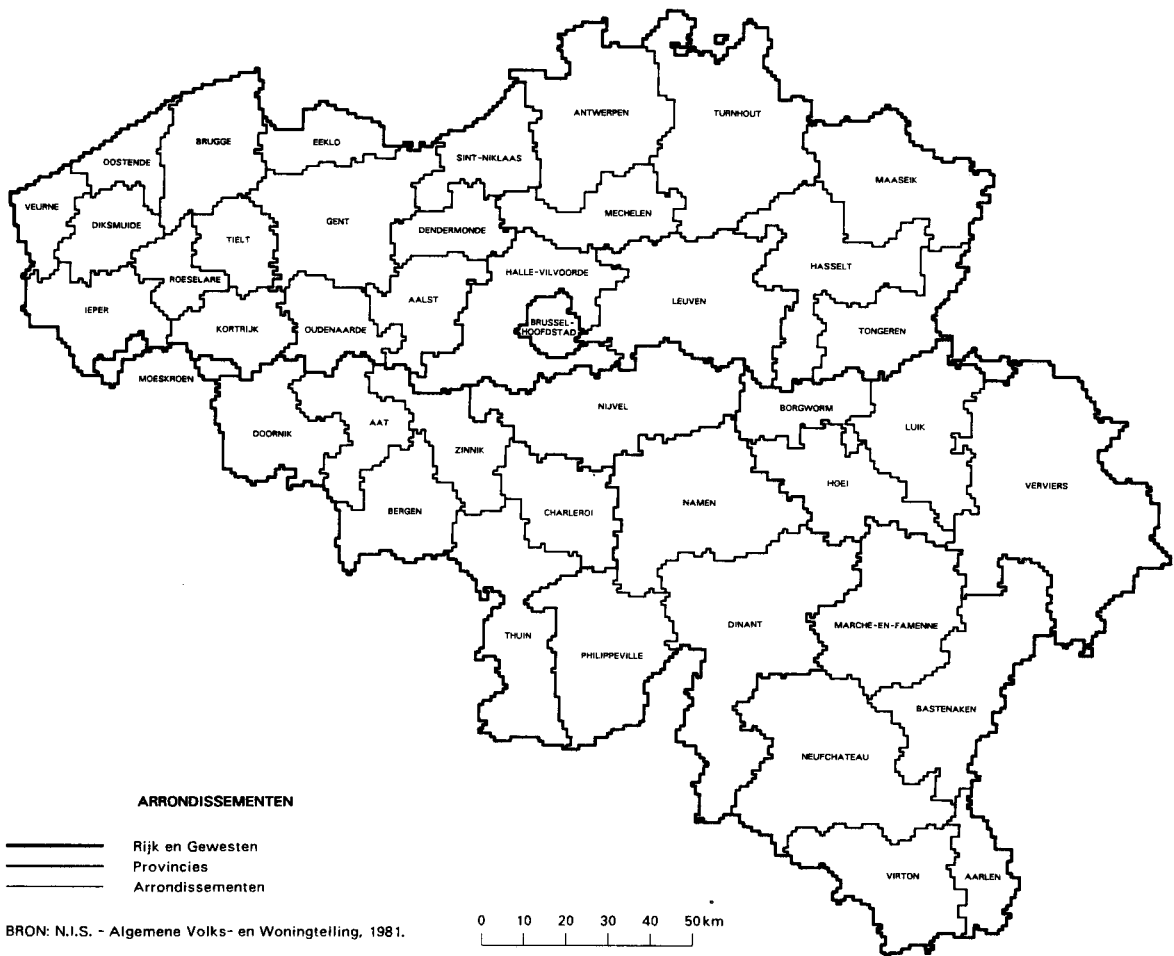 ANTWERPEN
TURNHOUT
BRUGGE
EEKLO
OOSTENDE
SINT-NIKLAAS
VEURNE
MAASEIK
DIKSMUIDE
GENT
MECHELEN
TIELT
DENDERMONDE
ROESELARE
HALLE-VILVOORDE
HASSELT
AALST
LEUVEN
IEPER
KORTRIJK
OUDENAARDE
BRUSSEL-
HOOFDSTAD
TONGEREN
MOESKROEN
NIJVEL
BORGWORM
DOORNIK
AAT
LUIK
ZINNIK
HOEI
VERVIERS
BERGEN
CHARLEROI
NAMEN
THUIN
DINANT
MARCHE-EN-FAMENNE
PHILIPPEVILLE
BASTENAKEN
NEUFCHATEAU
VIRTON
AARLEN
ARRONDISSEMENTEN
Rijk en Gewesten
Provincies
Arrondissementen
0 10 20 30 40 50km
BRON: N.I.S. - Algemene Volks- en Woningtelling, 1981.